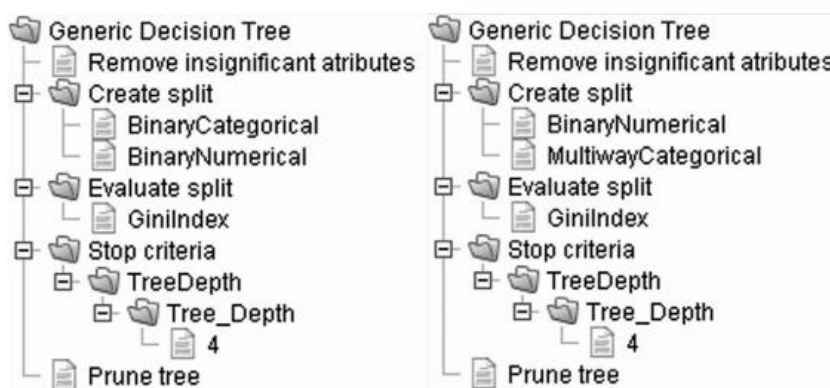 Generic Decision Tree
Remove insignificant atributes
Create split
BinaryCategorical
BinaryNumerical
Evaluate split
GiniIndex
Stop criteria
TreeDepth
Tree_Depth
4
Prune tree
Generic Decision Tree
Remove insignificant atributes
Create split
BinaryNumerical
MultiwayCategorical
Evaluate split
GiniIndex
Stop criteria
TreeDepth
Tree_Depth
4
Prune tree